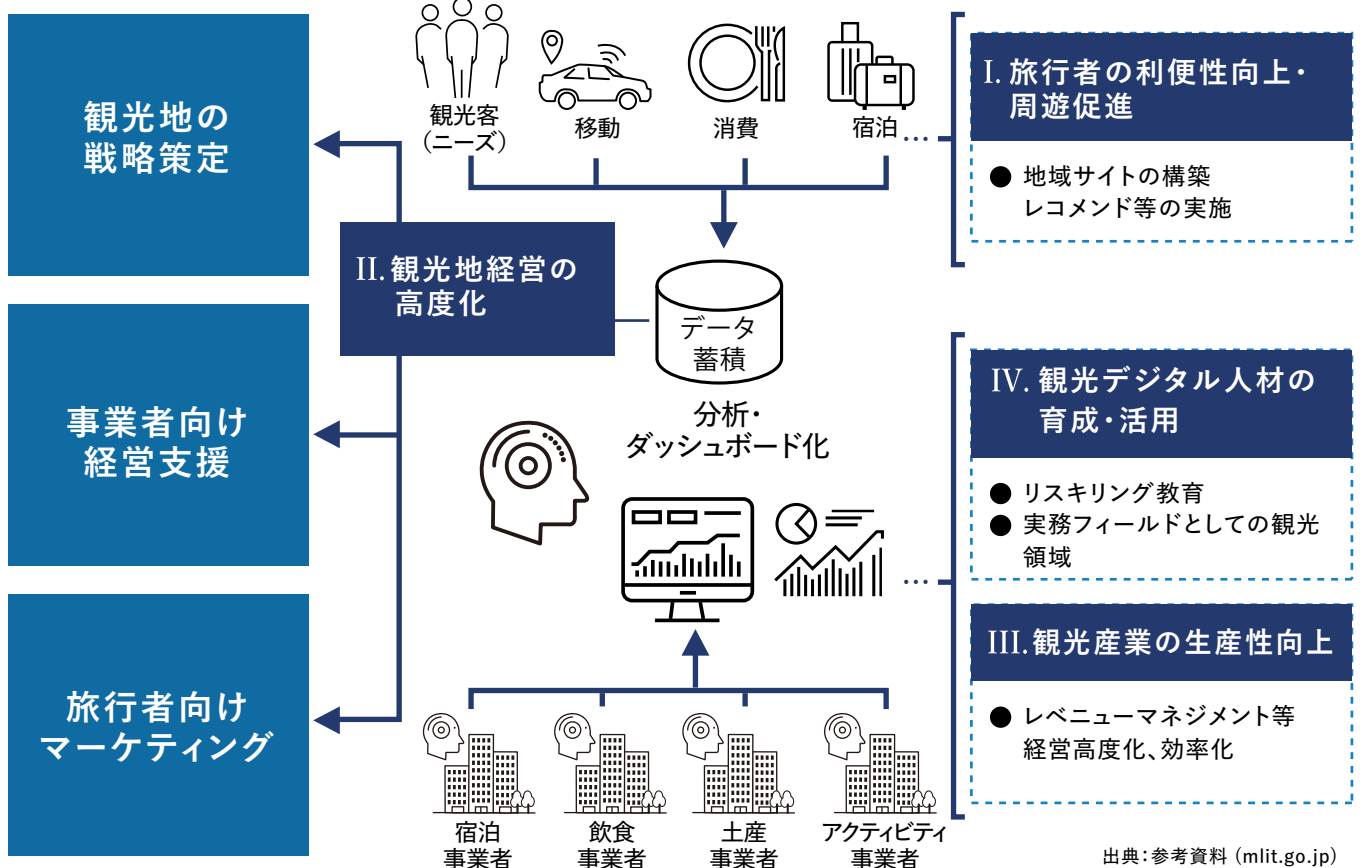 観光地の
戦略策定
事業者向け
経営支援
旅行者向け
マーケティング
観光客
(ニーズ)
移動
消費
宿泊
…
II. 観光地経営の
高度化
データ
蓄積
分析・
ダッシュボード化
…
宿泊
事業者
飲食
事業者
土産
事業者
アクティビティ
事業者
I. 旅行者の利便性向上・
周遊促進
● 地域サイトの構築
レコメンド等の実施
IV. 観光デジタル人材の
育成・活用
● リスキリング教育
● 実務フィールドとしての観光
領域
III. 観光産業の生産性向上
● レベニューマネジメント等
経営高度化、効率化
出典:参考資料 (mlit.go.jp)